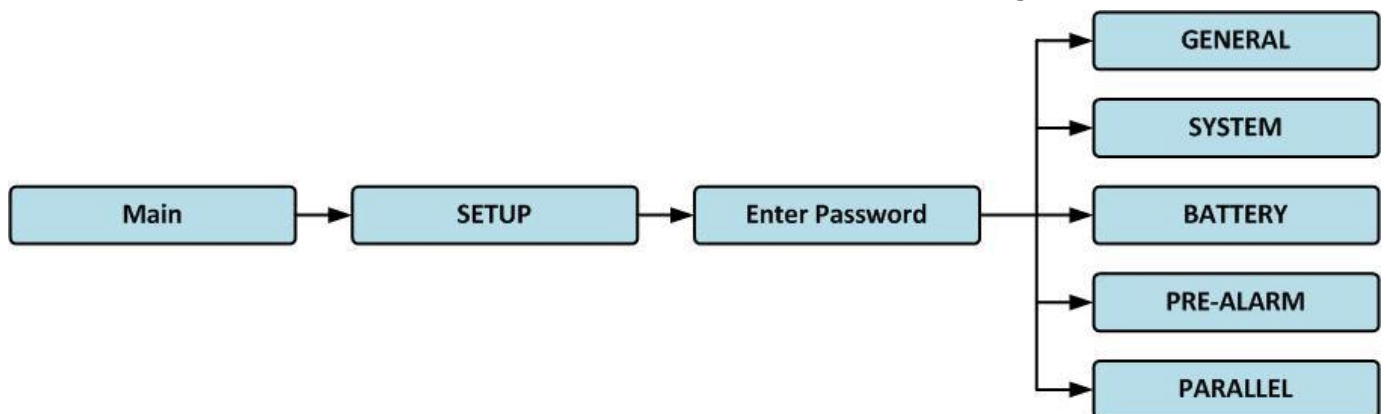 GENERAL
SYSTEM
Main
SETUP
Enter Password
BATTERY
PRE-ALARM
PARALLEL